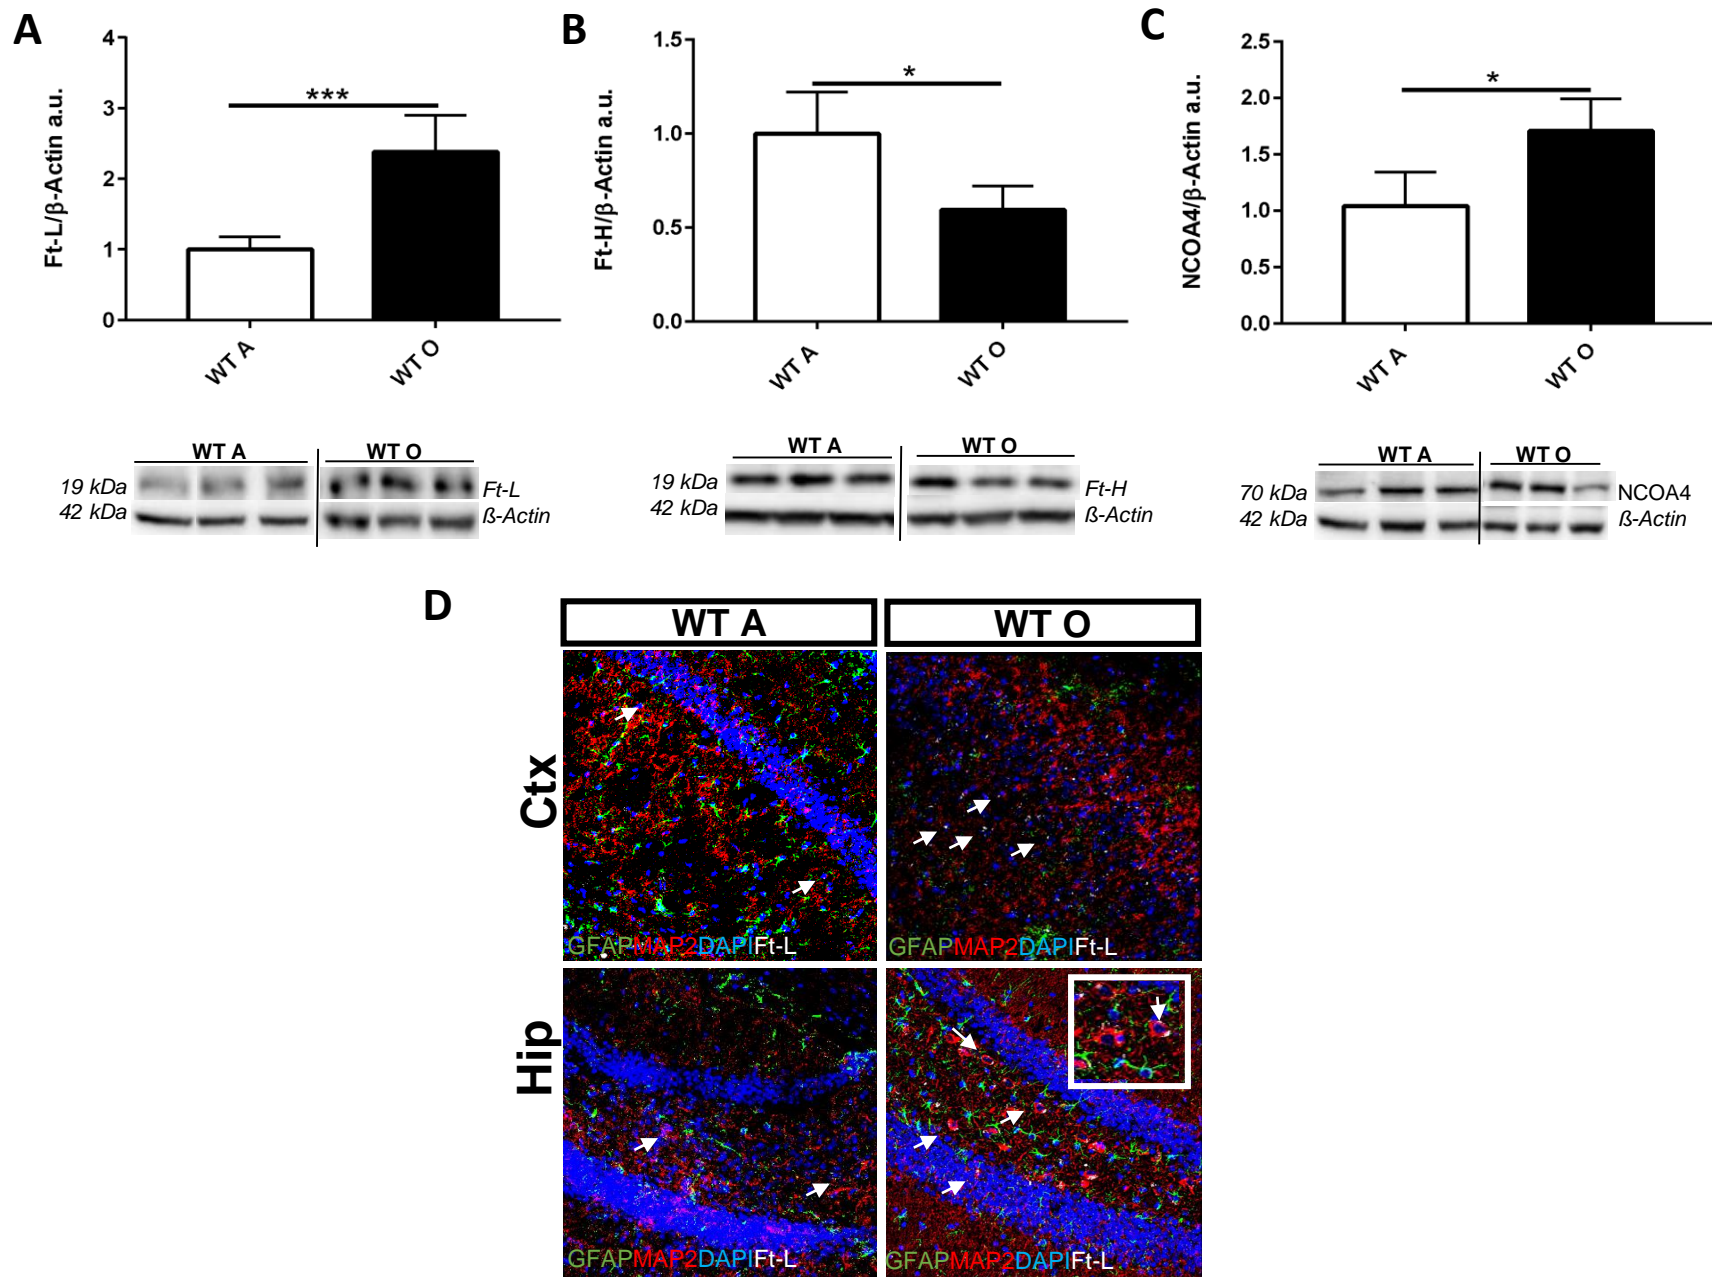 A
Ft-L/β-Actin a.u.
4
3
2
1
0
***
WT A
WT O
WT A
WT O
19 kDa
Ft-L
42 kDa
ß-Actin
B
Ft-H/β-Actin a.u.
1.5
1.0
0.5
0.0
*
WT A
WT O
WT A
WT O
19 kDa
Ft-H
42 kDa
ß-Actin
C
NCOA4/β-Actin a.u.
2.5
2.0
1.5
1.0
0.5
0.0
*
WT A
WT O
WT A
WT O
70 kDa
NCOA4
42 kDa
ß-Actin
D
WT A
WT O
Ctx
GFAPMAP2DAPIFt-L
GFAPMAP2DAPIFt-L
Hip
GFAPMAP2DAPIFt-L
GFAPMAP2DAPIFt-L